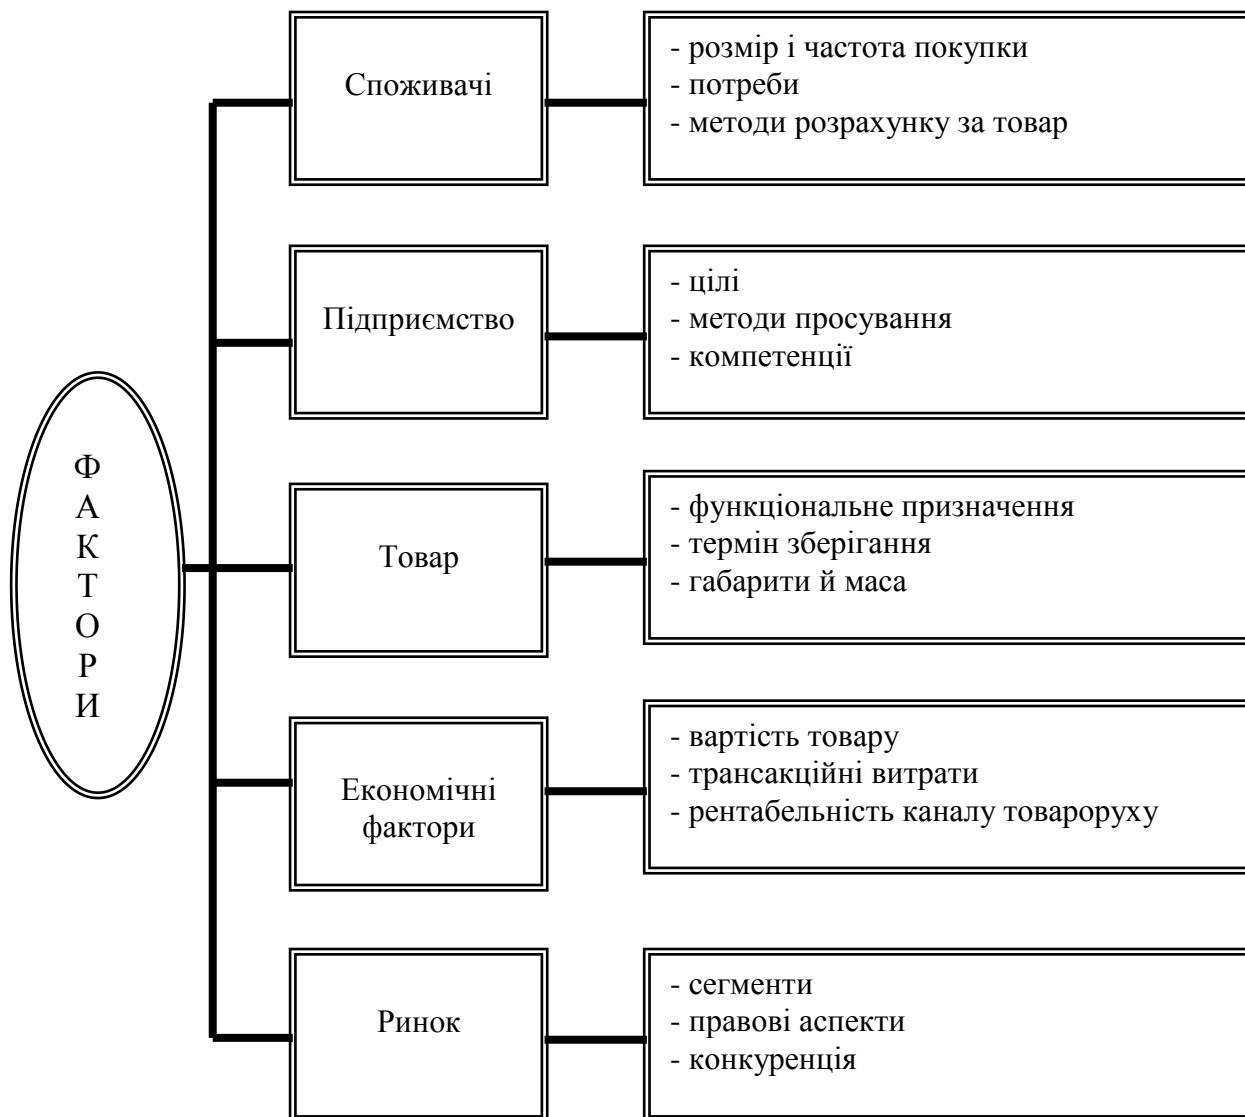 Ф
А
К
Т
О
Р
И
Споживачі
- розмір і частота покупки
- потреби
- методи розрахунку за товар
Підприємство
- цілі
- методи просування
- компетенції
Товар
- функціональне призначення
- термін зберігання
- габарити й маса
Економічні
фактори
- вартість товару
- трансакційні витрати
- рентабельність каналу товароруху
Ринок
- сегменти
- правові аспекти
- конкуренція